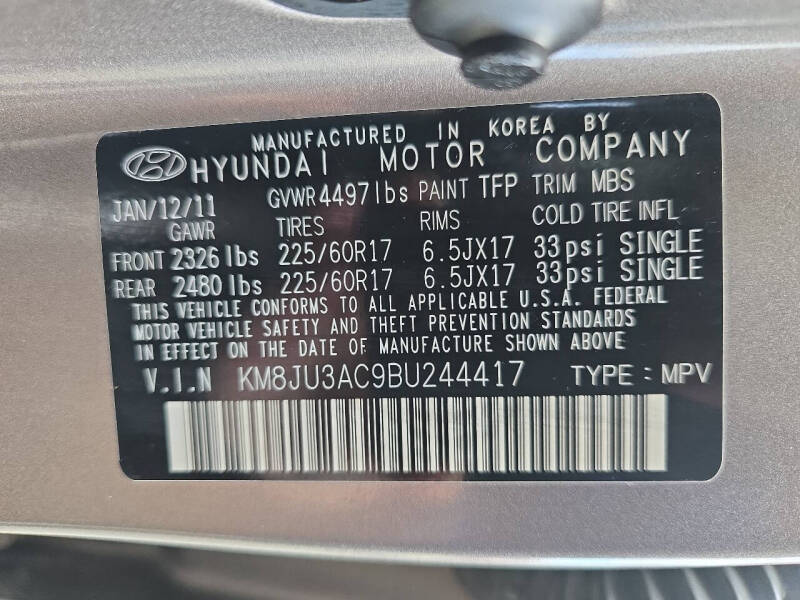 MANUFACTURED IN KOREA BY
HYUNDAI MOTOR COMPANY
JAN/12/11 GVWR 4497lbs PAINT TFP TRIM MBS
GAWR TIRES RIMS COLD TIRE INFL
FRONT 2326 lbs 225/60R17 6.5JX17 33psi SINGLE
REAR 2480 lbs 225/60R17 6.5JX17 33psi SINGLE
THIS VEHICLE CONFORMS TO ALL APPLICABLE U.S.A. FEDERAL
MOTOR VEHICLE SAFETY AND THEFT PREVENTION STANDARDS
IN EFFECT ON THE DATE OF MANUFACTURE SHOWN ABOVE
V.I.N KM8JU3AC9BU244417 TYPE : MPV